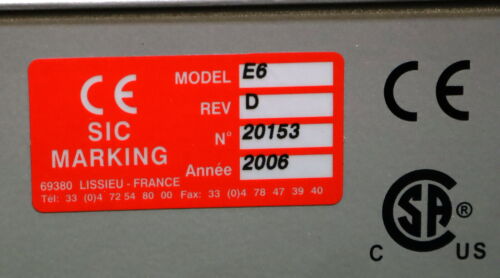 CE
MODEL E6
REV D
SIC
MARKING
N° 20153
Année 2006
69380 LISSIEU - FRANCE
Tél: 33 (0)4 72 54 80 00 Fax: 33 (0)4 78 47 39 40
CE
CSA ®
C US